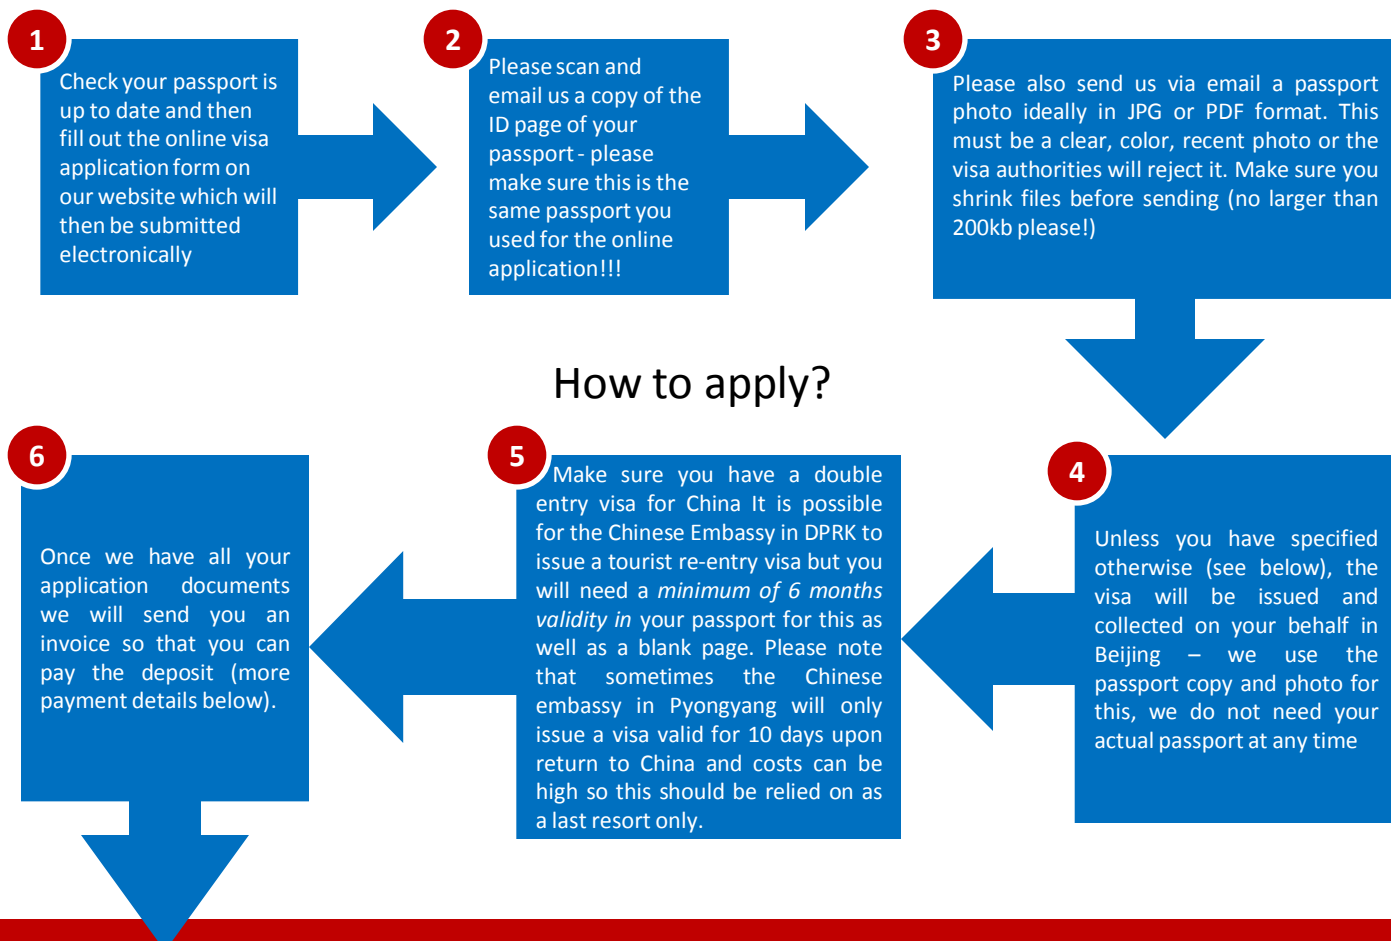 1
Check your passport is
up to date and then
fill out the online visa
application form on
our website which will
then be submitted
electronically
2
Please scan and
email us a copy of the
ID page of your
passport - please
make sure this is the
same passport you
used for the online
application!!!
3
Please also send us via email a passport
photo ideally in JPG or PDF format. This
must be a clear, color, recent photo or the
visa authorities will reject it. Make sure you
shrink files before sending (no larger than
200kb please!)
How to apply?
4
Unless you have specified
otherwise (see below), the
visa will be issued and
collected on your behalf in
Beijing – we use the
passport copy and photo for
this, we do not need your
actual passport at any time
5
Make sure you have a double
entry visa for China It is possible
for the Chinese Embassy in DPRK to
issue a tourist re-entry visa but you
will need a minimum of 6 months
validity in your passport for this as
well as a blank page. Please note
that sometimes the Chinese
embassy in Pyongyang will only
issue a visa valid for 10 days upon
return to China and costs can be
high so this should be relied on as
a last resort only.
6
Once we have all your
application documents
we will send you an
invoice so that you can
pay the deposit (more
payment details below).